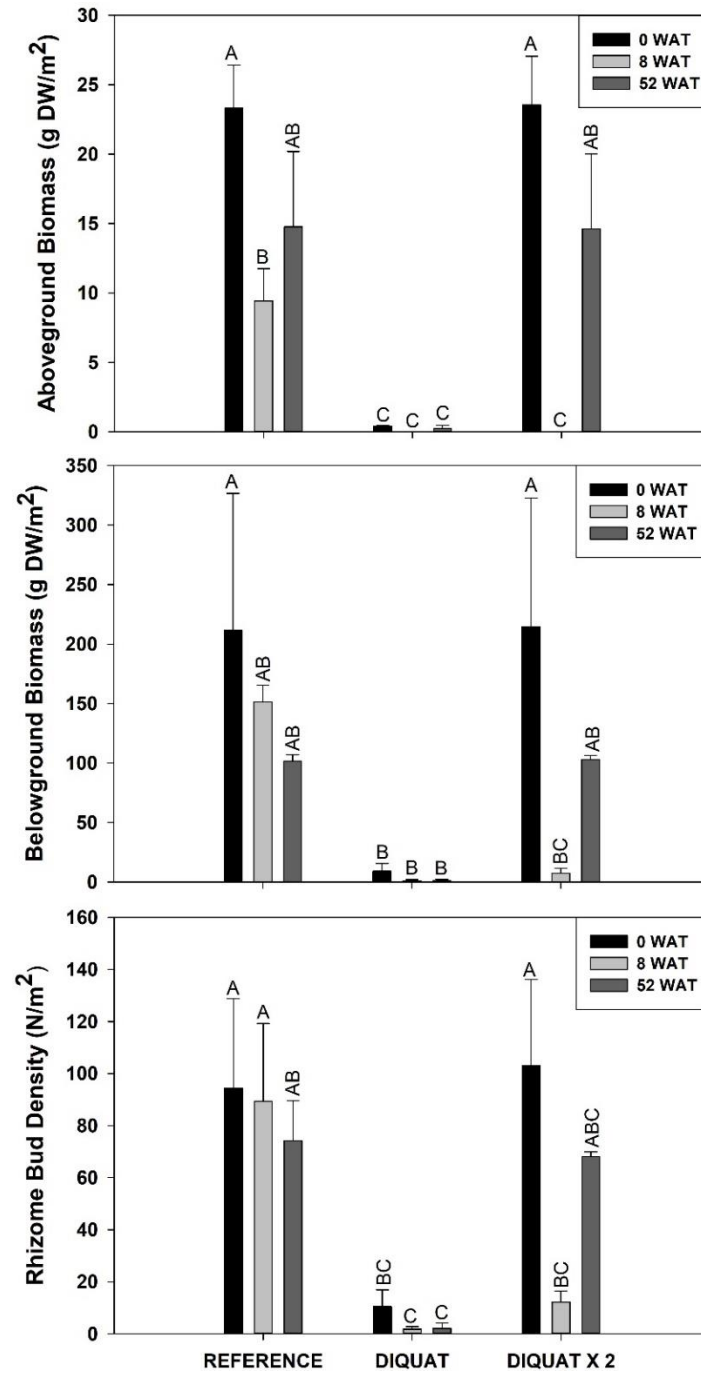 Aboveground Biomass (g DW/m²)
30
25
20
15
10
5
0
A
B
AB
C
C
C
A
C
AB
0 WAT
8 WAT
52 WAT
Belowground Biomass (g DW/m²)
350
300
250
200
150
100
50
0
A
AB
AB
B
B
B
A
BC
AB
0 WAT
8 WAT
52 WAT
Rhizome Bud Density (N/m²)
160
140
120
100
80
60
40
20
0
A
A
AB
BC
C
C
A
BC
ABC
0 WAT
8 WAT
52 WAT
REFERENCE
DIQUAT
DIQUAT X 2